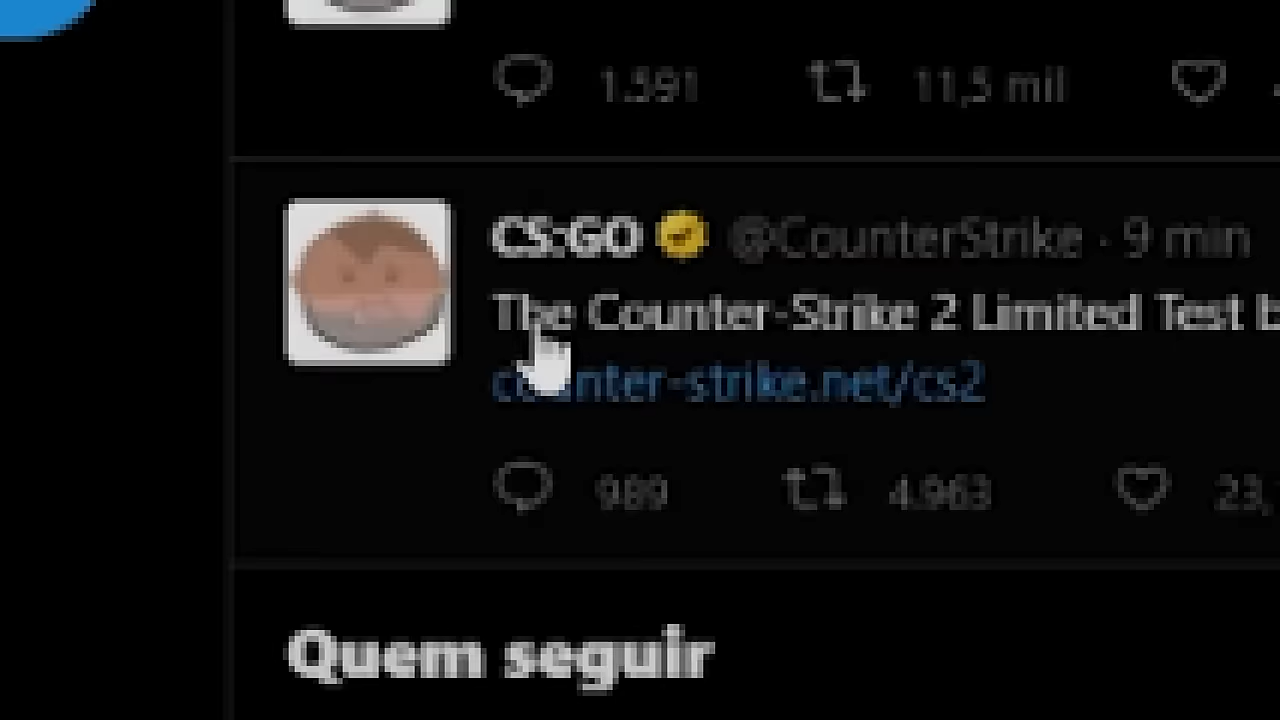 1.591 11,5 mil
CS:GO @CounterStrike · 9 min
The Counter-Strike 2 Limited Test
counter-strike.net/cs2
989 4.963 23,
Quem seguir